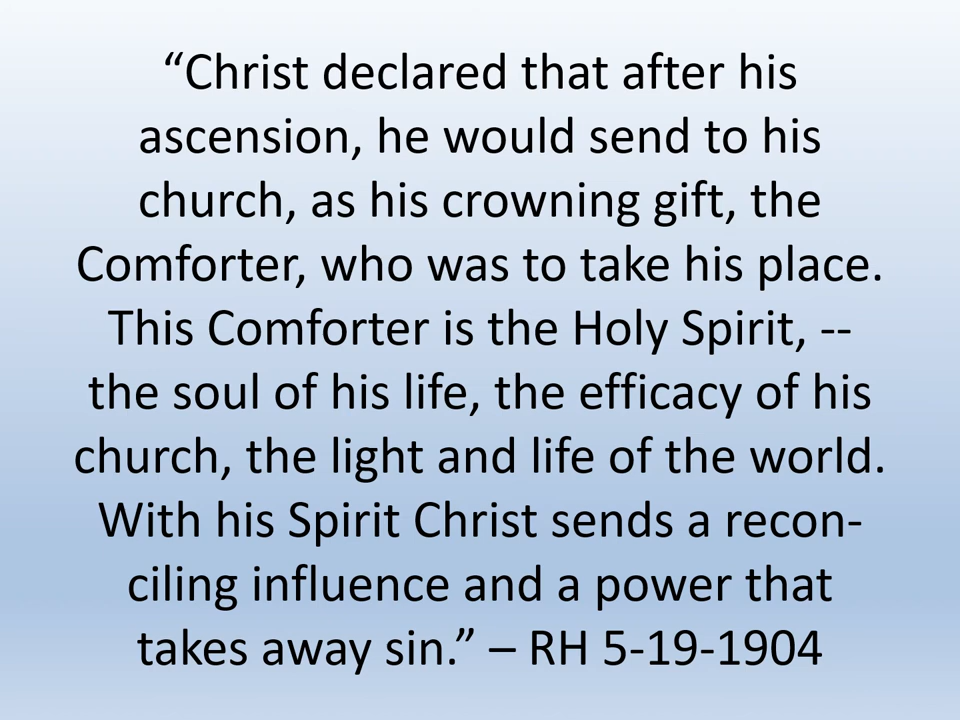 “Christ declared that after his
ascension, he would send to his
church, as his crowning gift, the
Comforter, who was to take his place.
This Comforter is the Holy Spirit, --
the soul of his life, the efficacy of his
church, the light and life of the world.
With his Spirit Christ sends a recon-
ciling influence and a power that
takes away sin.” – RH 5-19-1904